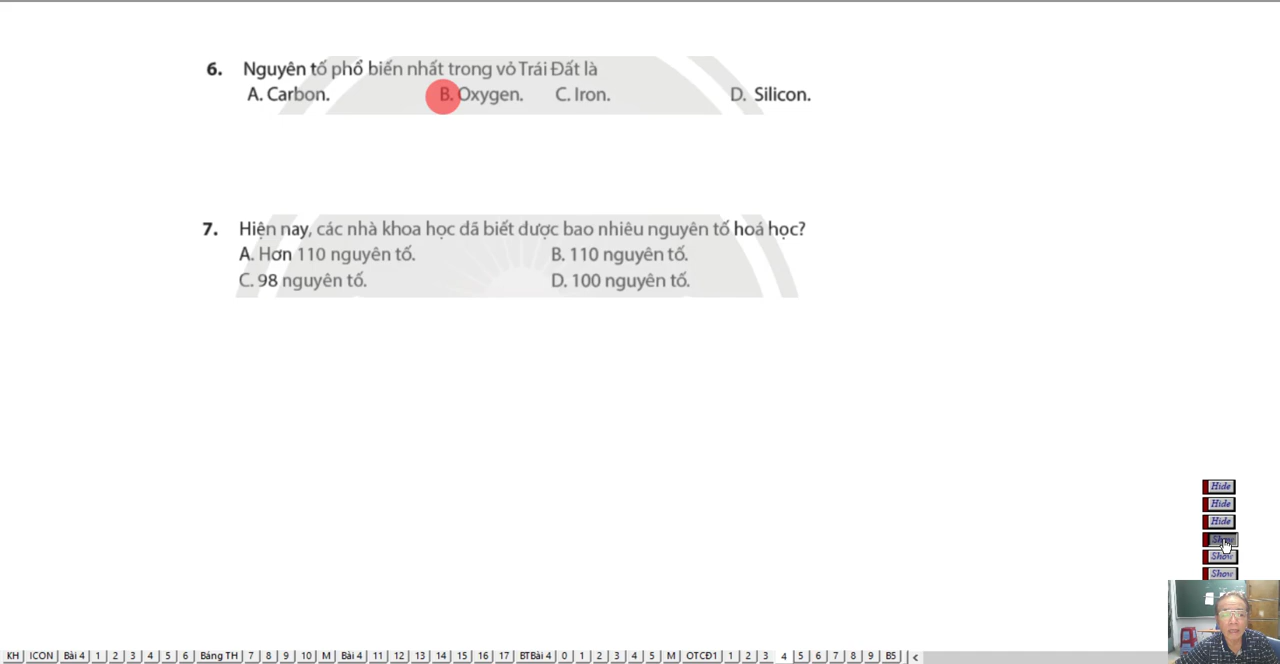 6. Nguyên tố phổ biến nhất trong vỏ Trái Đất là
A. Carbon. B. Oxygen. C. Iron. D. Silicon.
7. Hiện nay, các nhà khoa học đã biết được bao nhiêu nguyên tố hoá học?
A. Hơn 110 nguyên tố. B. 110 nguyên tố.
C. 98 nguyên tố. D. 100 nguyên tố.
Hide
Hide
Hide
Show
Show
Show
KH ICON Bài 4 1 2 3 4 5 6 Bảng TH 7 8 9 10 M Bài 4 11 12 13 14 15 16 17 BTBài 4 0 1 2 3 4 5 M OTCĐ1 1 2 3 4 5 6 7 8 9 B5 <